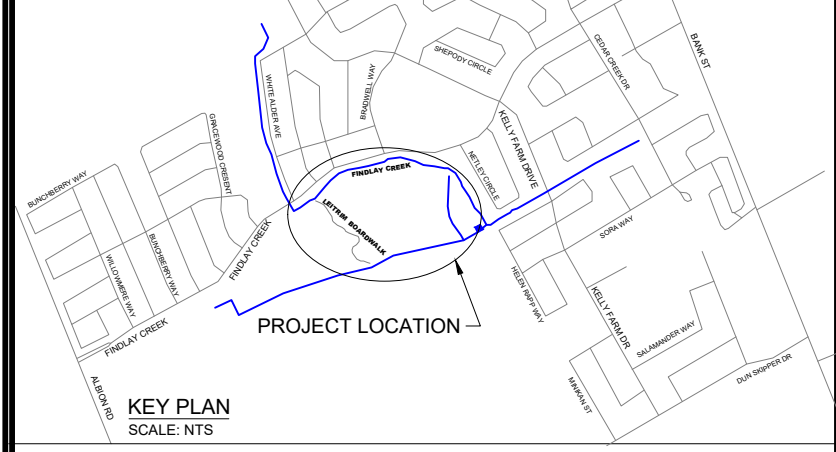 SHEPODY CIRCLE
CEDAR CREEK DR
BANK ST
WHITE ALDER AVE
BRADWELL WAY
GRACEWOOD CRESENT
KELLY FARM DRIVE
NETLEY CIRCLE
FINDLAY CREEK
BUNCHBERRY WAY
LEITRIM BOARDWALK
SORA WAY
BUNCHBERRY WAY
FINDLAY CREEK
WILLOWMERE WAY
HELEN RAPP WAY
KELLY FARM DR
PROJECT LOCATION
FINDLAY CREEK
SALAMANDER WAY
DUN SKIPPER DR
MINIKAN ST
ALBION RD
KEY PLAN
SCALE: NTS